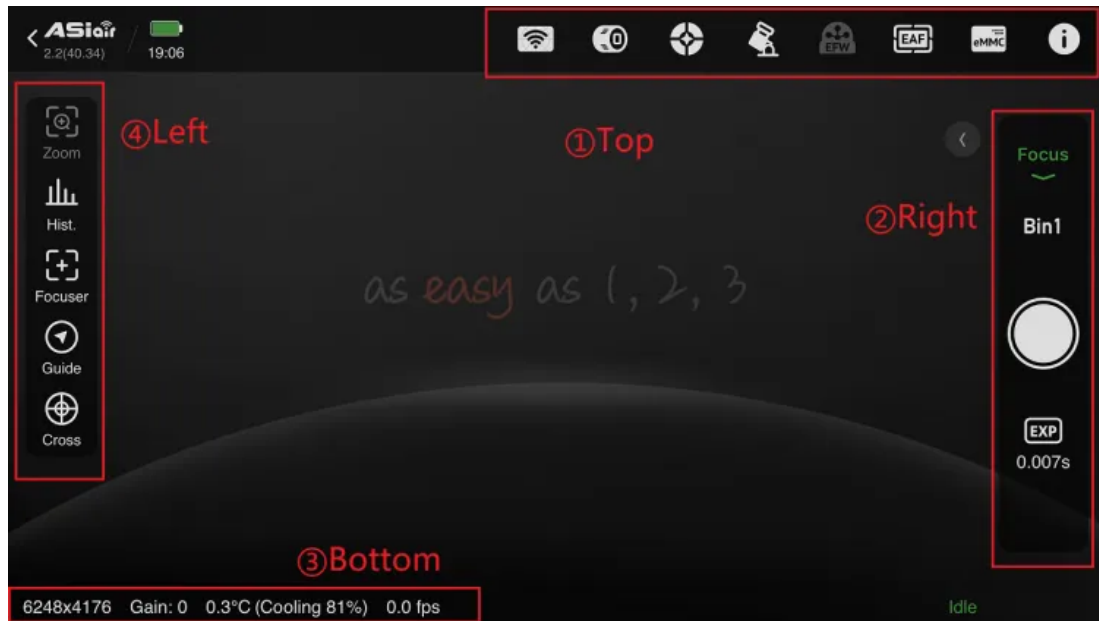 ASiair
2.2(40.34)
19:06
EFW
EAF
eMMC
i
④Left
①Top
②Right
③Bottom
Zoom
Hist.
Focuser
Guide
Cross
as easy as 1, 2, 3
Focus
Bin1
EXP
0.007s
6248x4176 Gain: 0 0.3°C (Cooling 81%) 0.0 fps
Idle